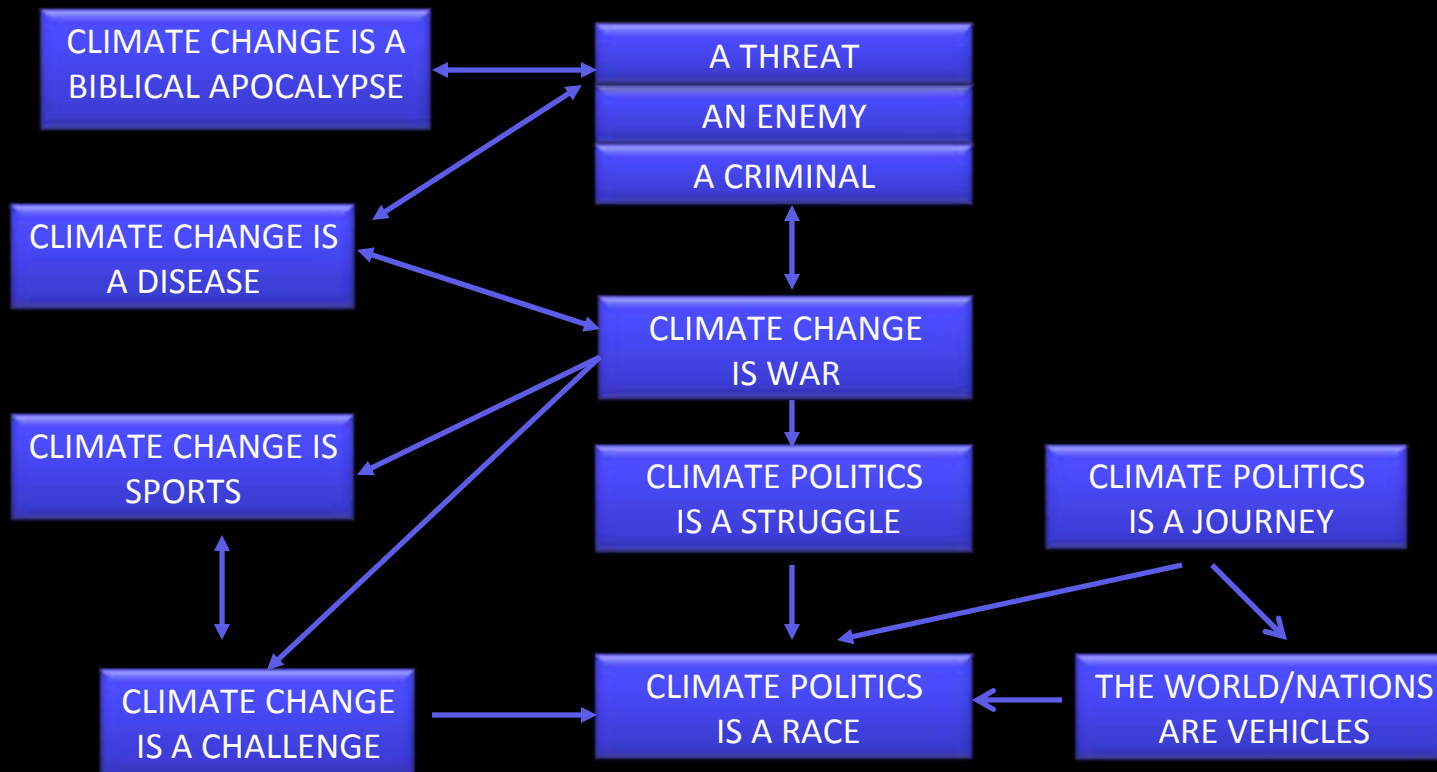 CLIMATE CHANGE IS A
BIBLICAL APOCALYPSE
A THREAT
AN ENEMY
A CRIMINAL
CLIMATE CHANGE IS
A DISEASE
CLIMATE CHANGE
IS WAR
CLIMATE CHANGE IS
SPORTS
CLIMATE POLITICS
IS A STRUGGLE
CLIMATE POLITICS
IS A JOURNEY
CLIMATE CHANGE
IS A CHALLENGE
CLIMATE POLITICS
IS A RACE
THE WORLD/NATIONS
ARE VEHICLES